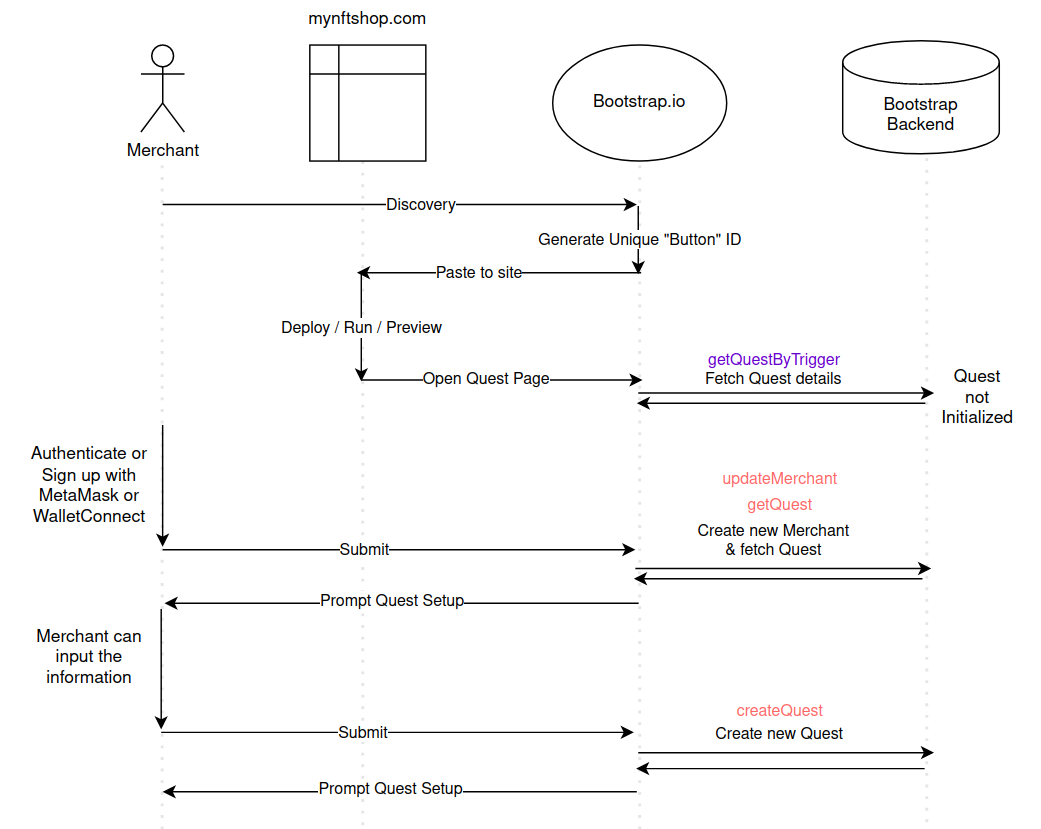 mynftshop.com
Merchant
Bootstrap.io
Bootstrap
Backend
Discovery
Generate Unique "Button" ID
Paste to site
Deploy / Run / Preview
Open Quest Page
getQuestByTrigger
Fetch Quest details
Quest
not
Initialized
Authenticate or
Sign up with
MetaMask or
WalletConnect
updateMerchant
getQuest
Create new Merchant
& fetch Quest
Submit
Prompt Quest Setup
Merchant can
input the
information
createQuest
Create new Quest
Submit
Prompt Quest Setup